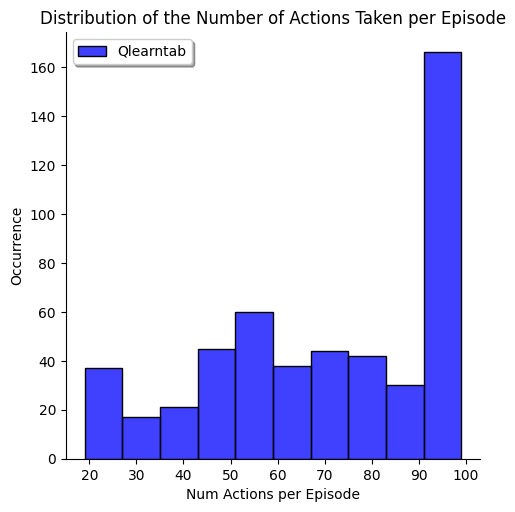 Distribution of the Number of Actions Taken per Episode
Qlearntab
160
140
120
100
80
60
40
20
0
Occurrence
20 30 40 50 60 70 80 90 100
Num Actions per Episode